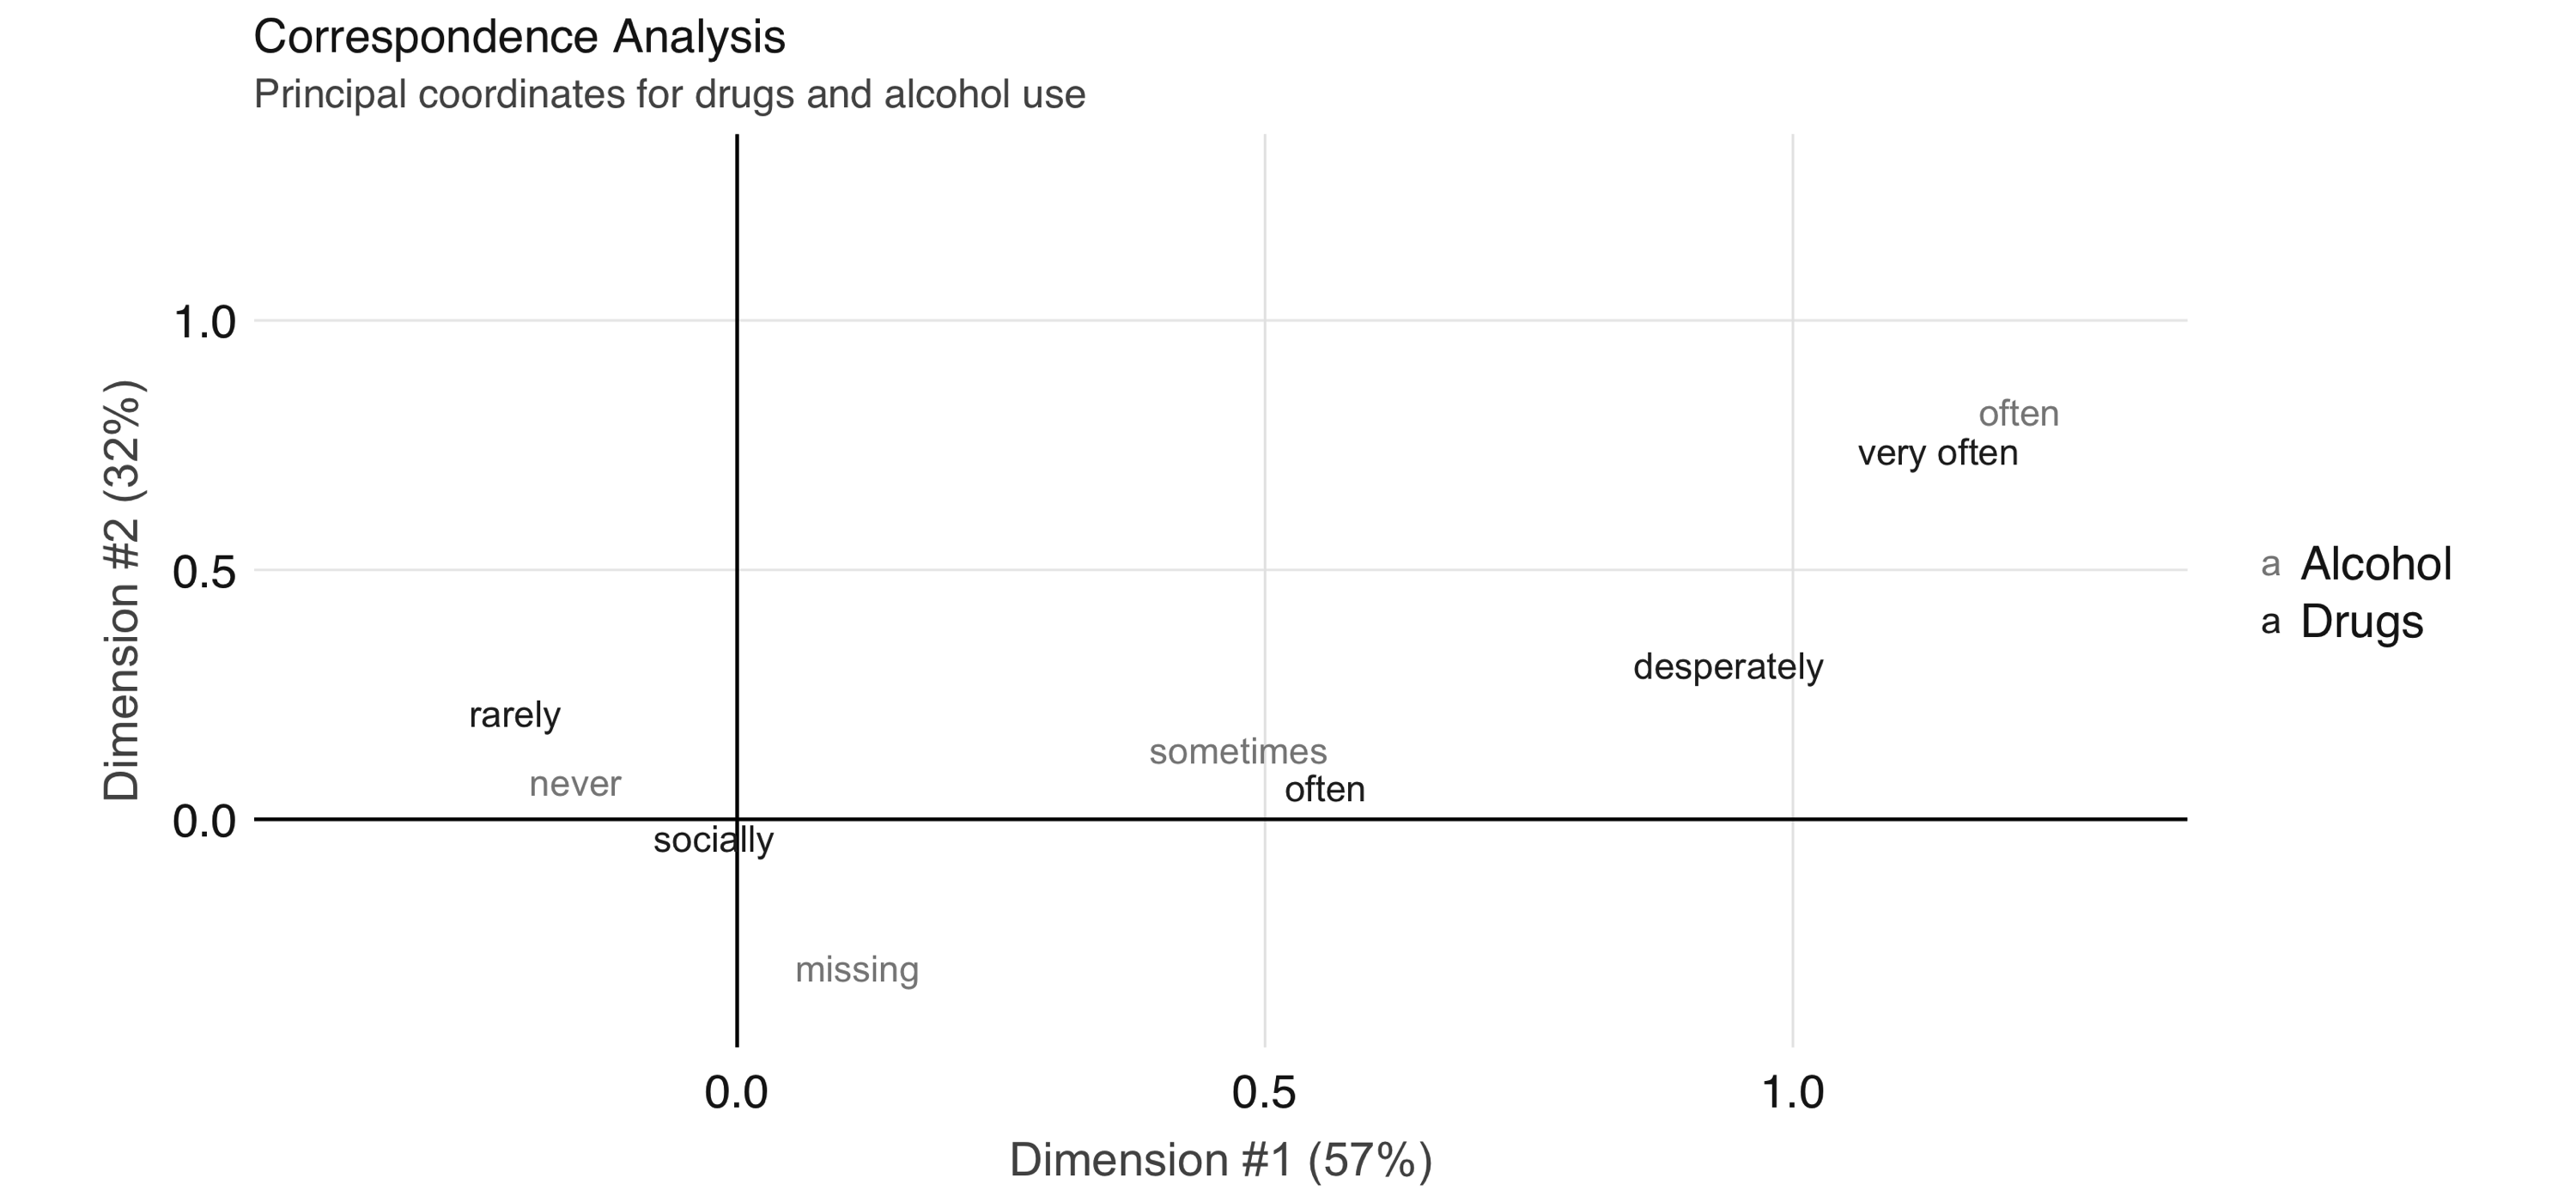 Correspondence Analysis
Principal coordinates for drugs and alcohol use
Dimension #2 (32%)
1.0
0.5
0.0
often
very often
desperately
rarely
sometimes
never
often
socially
missing
a Alcohol
a Drugs
0.0 0.5 1.0
Dimension #1 (57%)